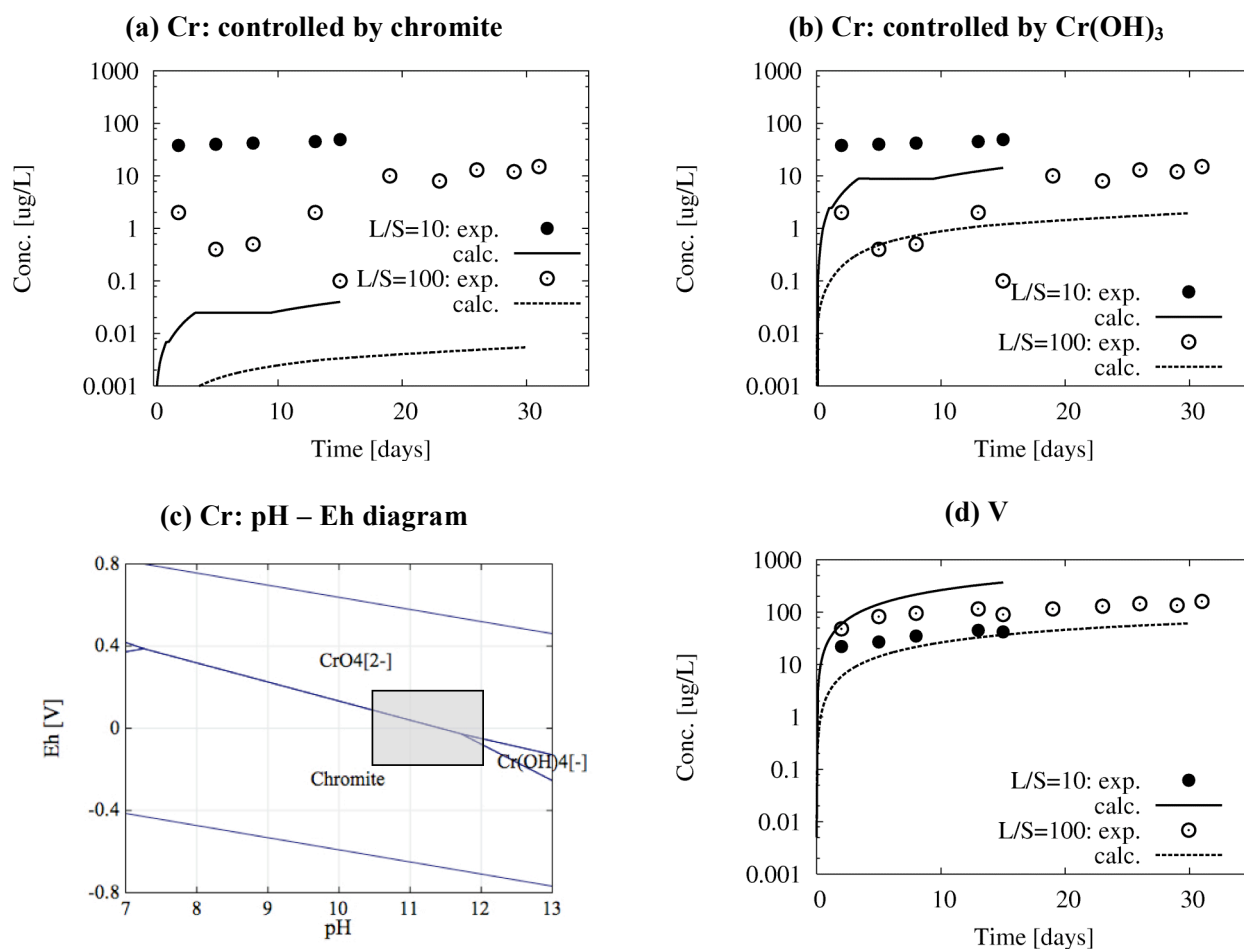 (a) Cr: controlled by chromite
1000
100
10
1
0.1
0.01
0.001
Conc. [ug/L]
L/S=10: exp.
calc.
L/S=100: exp.
calc.
0 10 20 30
Time [days]
(b) Cr: controlled by Cr(OH)₃
1000
100
10
1
0.1
0.01
0.001
Conc. [ug/L]
L/S=10: exp.
calc.
L/S=100: exp.
calc.
0 10 20 30
Time [days]
(c) Cr: pH – Eh diagram
0.8
0.4
0
-0.4
-0.8
Eh [V]
CrO4[2-]
Cr(OH)4[-]
Chromite
7 8 9 10 11 12 13
pH
(d) V
1000
100
10
1
0.1
0.01
0.001
Conc. [ug/L]
L/S=10: exp.
calc.
L/S=100: exp.
calc.
0 10 20 30
Time [days]